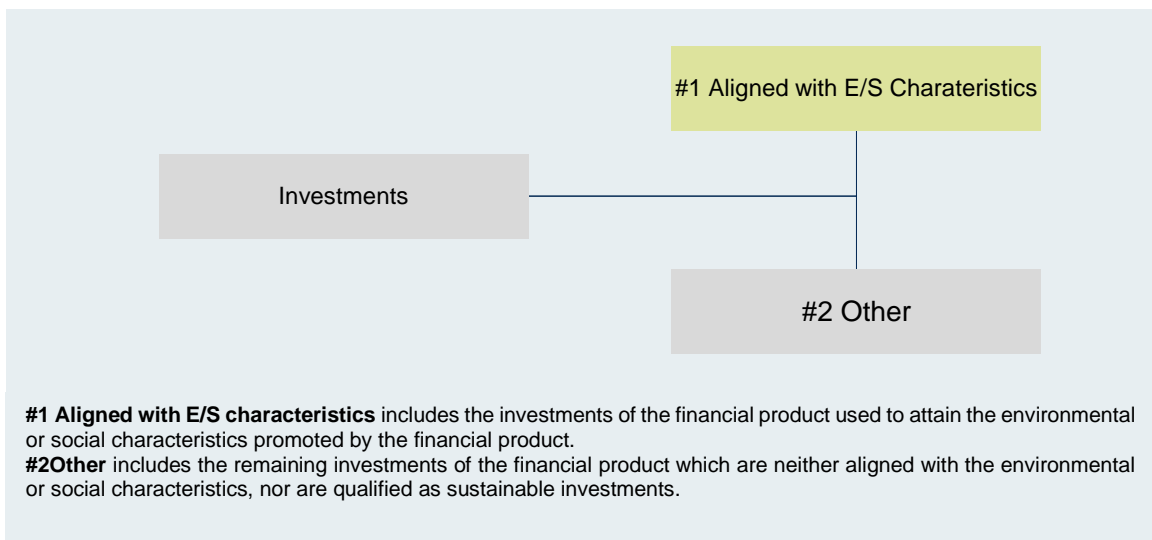 #1 Aligned with E/S Charateristics
Investments
#2 Other
#1 Aligned with E/S characteristics includes the investments of the financial product used to attain the environmental
or social characteristics promoted by the financial product.
#2Other includes the remaining investments of the financial product which are neither aligned with the environmental
or social characteristics, nor are qualified as sustainable investments.